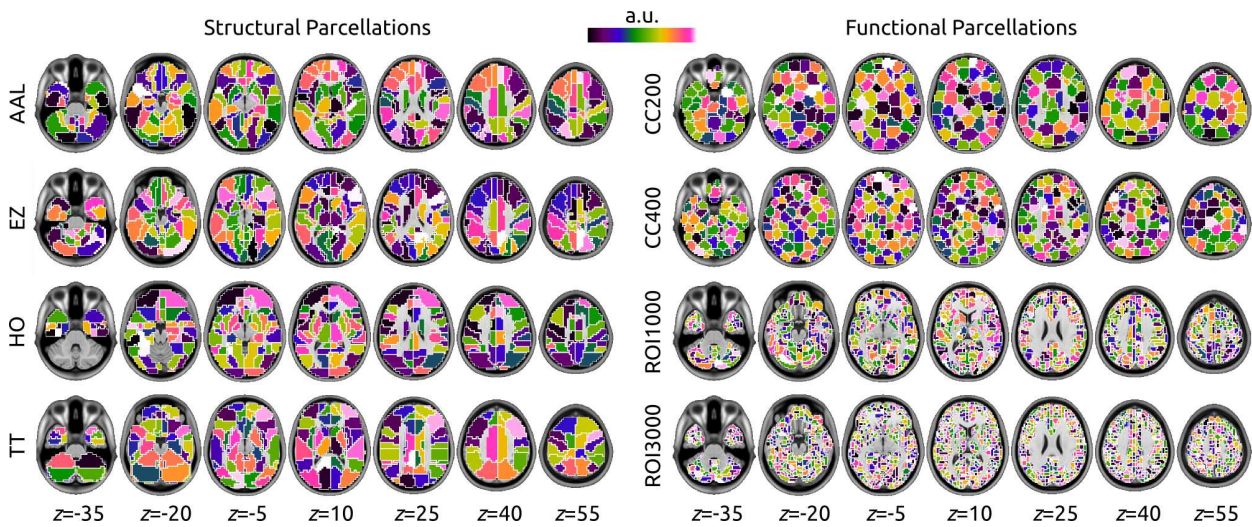 Structural Parcellations
a.u.
Functional Parcellations
AAL
EZ
HO
TT
CC200
CC400
ROI1000
ROI3000
z=-35 z=-20 z=-5 z=10 z=25 z=40 z=55
z=-35 z=-20 z=-5 z=10 z=25 z=40 z=55